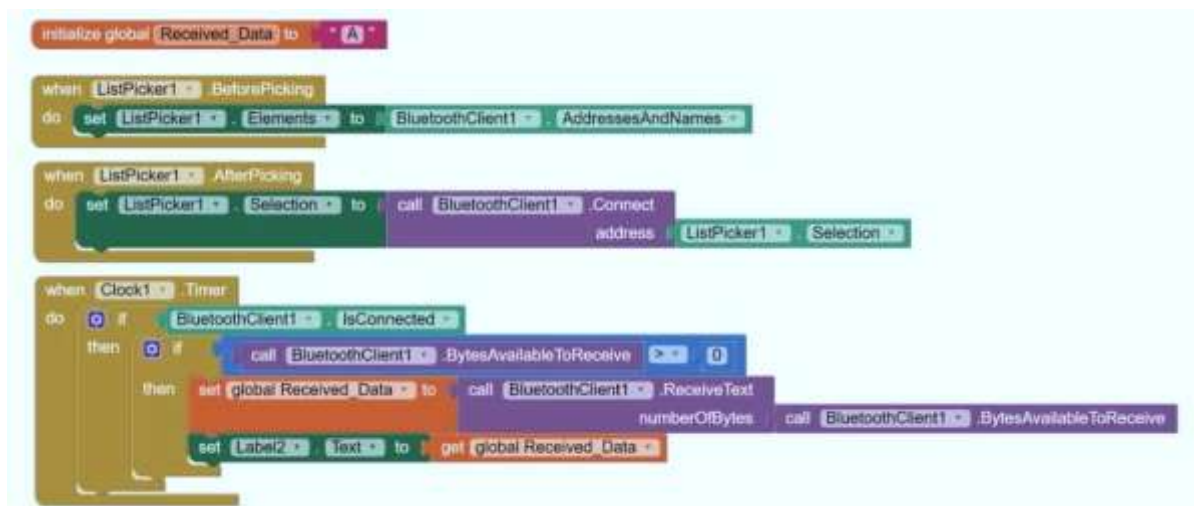 initialize global Received_Data to " A "
when ListPicker1 .BeforePicking
do set ListPicker1 . Elements to BluetoothClient1 . AddressesAndNames
when ListPicker1 .AfterPicking
do set ListPicker1 . Selection to call BluetoothClient1 .Connect
address ListPicker1 . Selection
when Clock1 .Timer
do if BluetoothClient1 . IsConnected
then if call BluetoothClient1 .BytesAvailableToReceive > 0
then set global Received_Data to call BluetoothClient1 .ReceiveText
numberOfBytes call BluetoothClient1 .BytesAvailableToReceive
set Label2 . Text to get global Received_Data